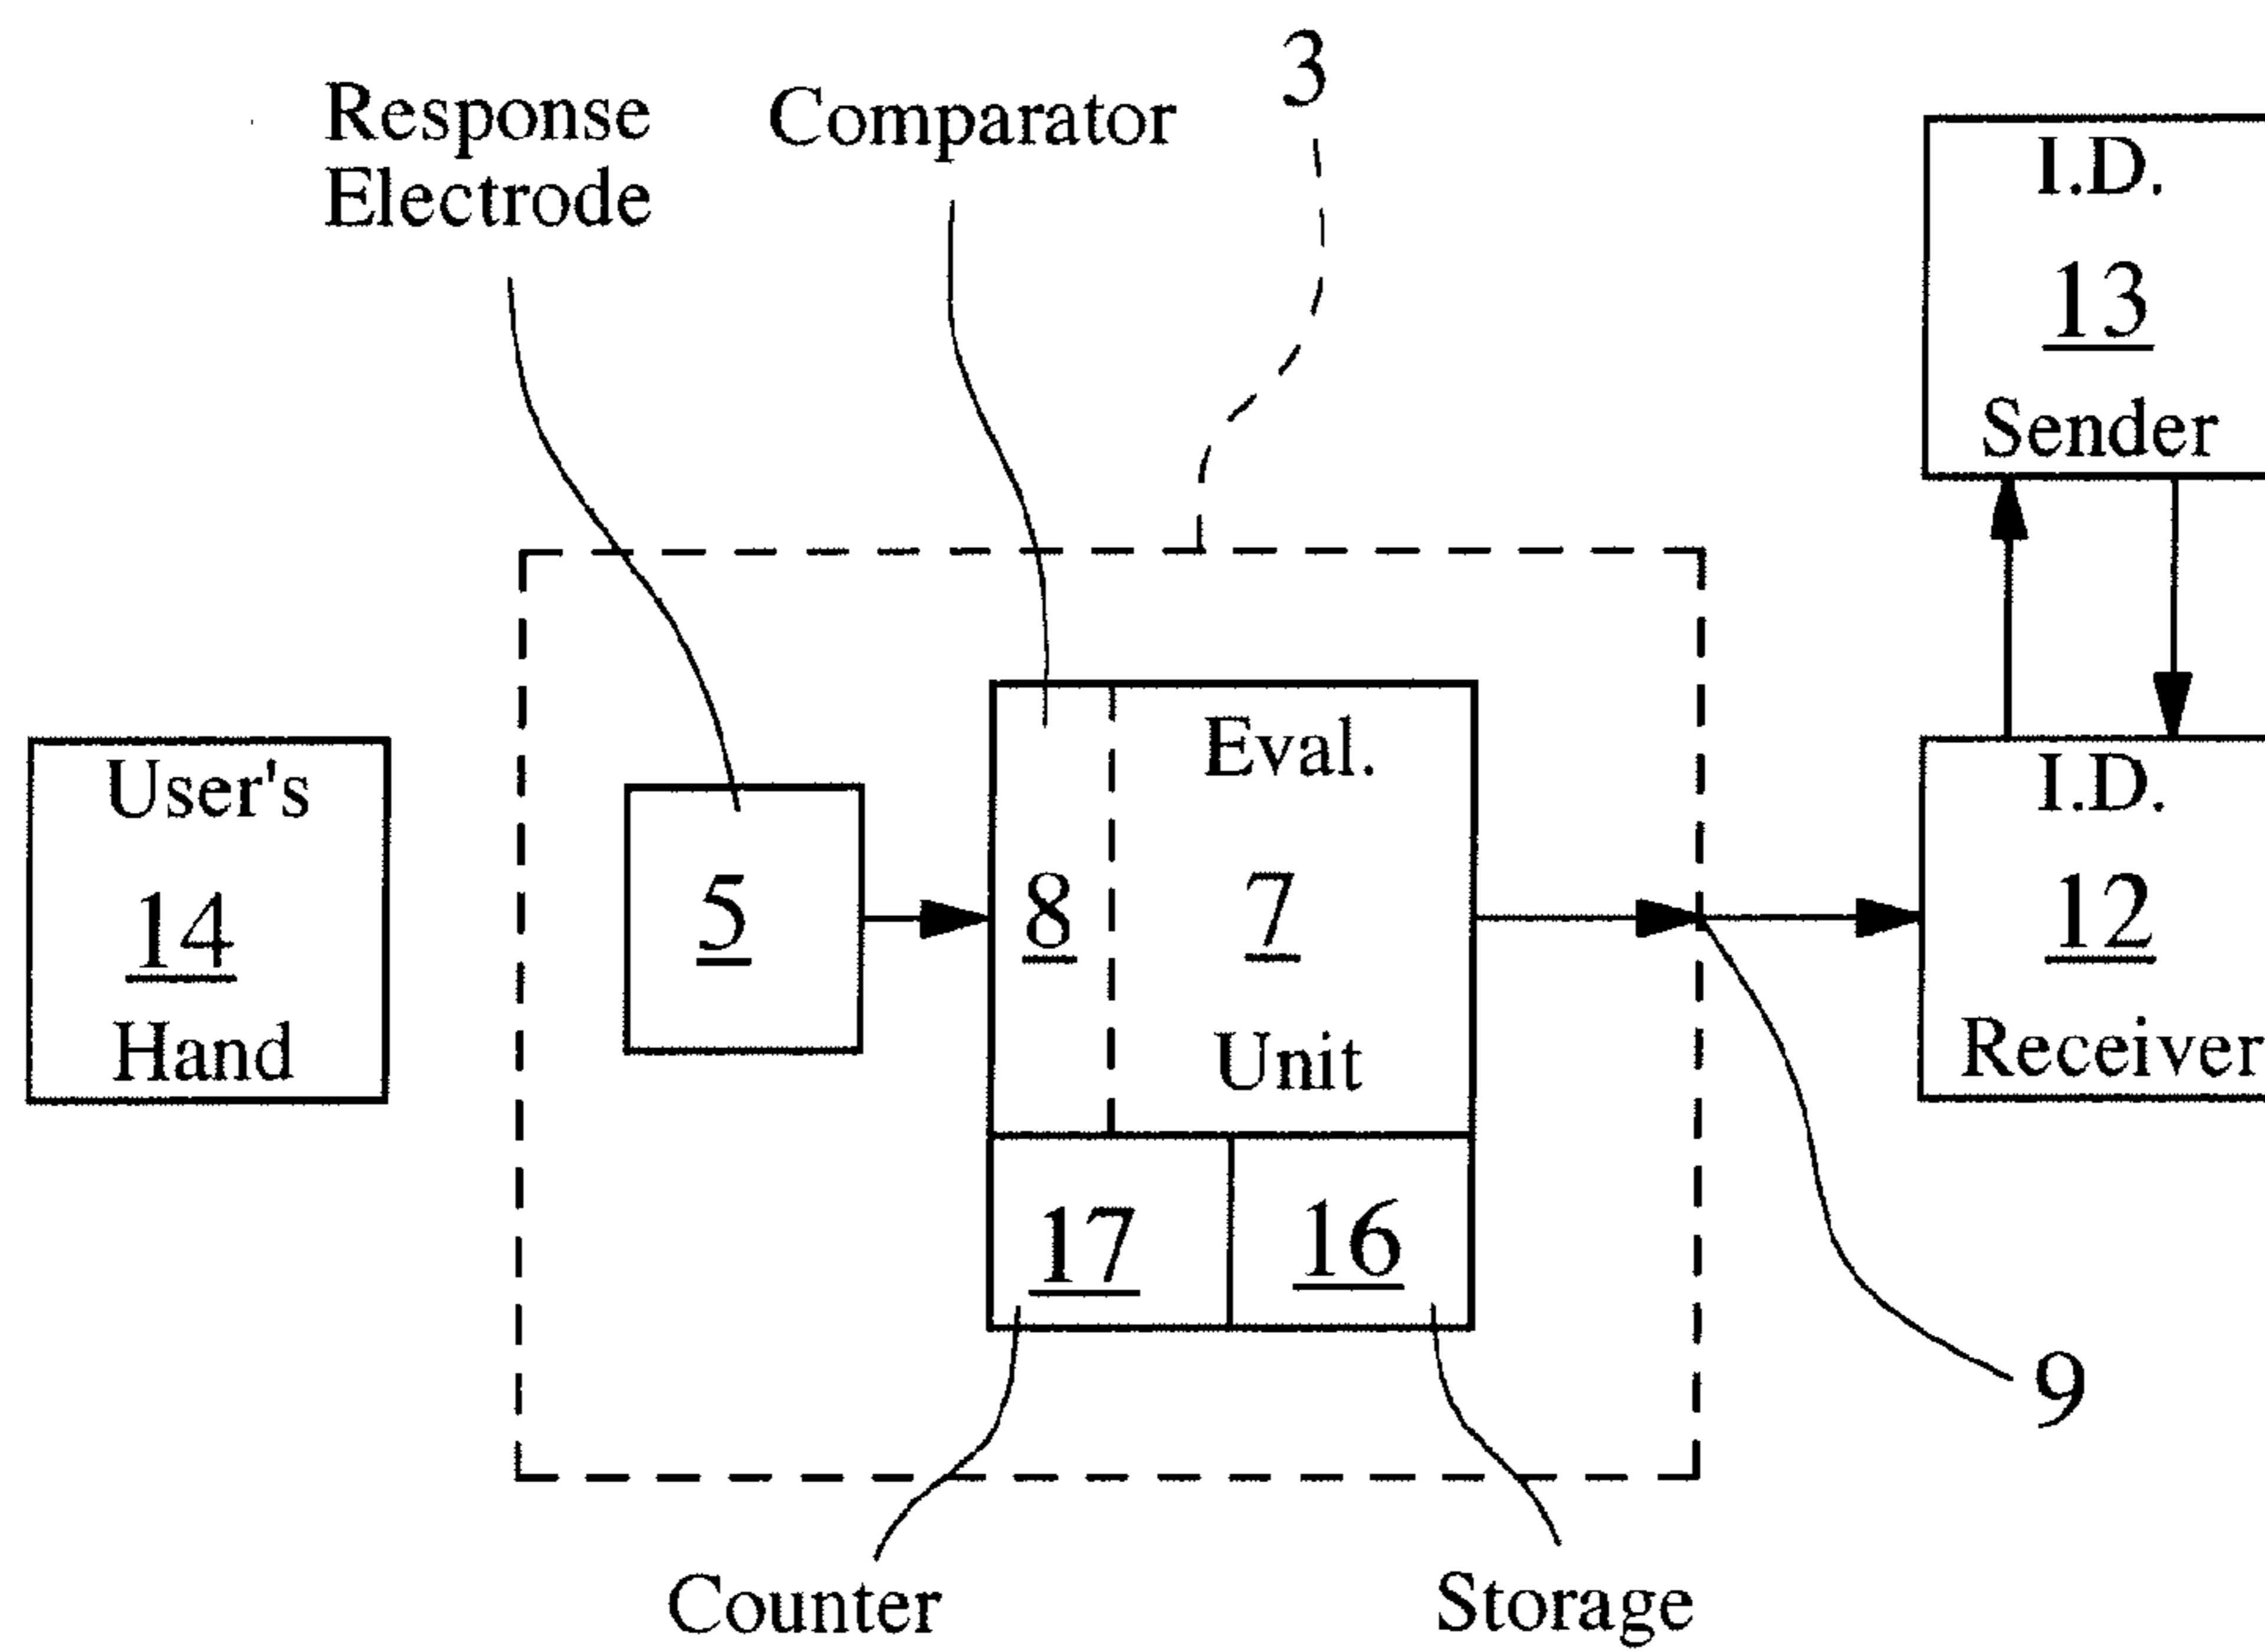 3
Response
Electrode
Comparator
I.D.
13
Sender
User's
14
Hand
5
8
Eval.
7
Unit
I.D.
12
Receiver
17
16
9
Counter
Storage